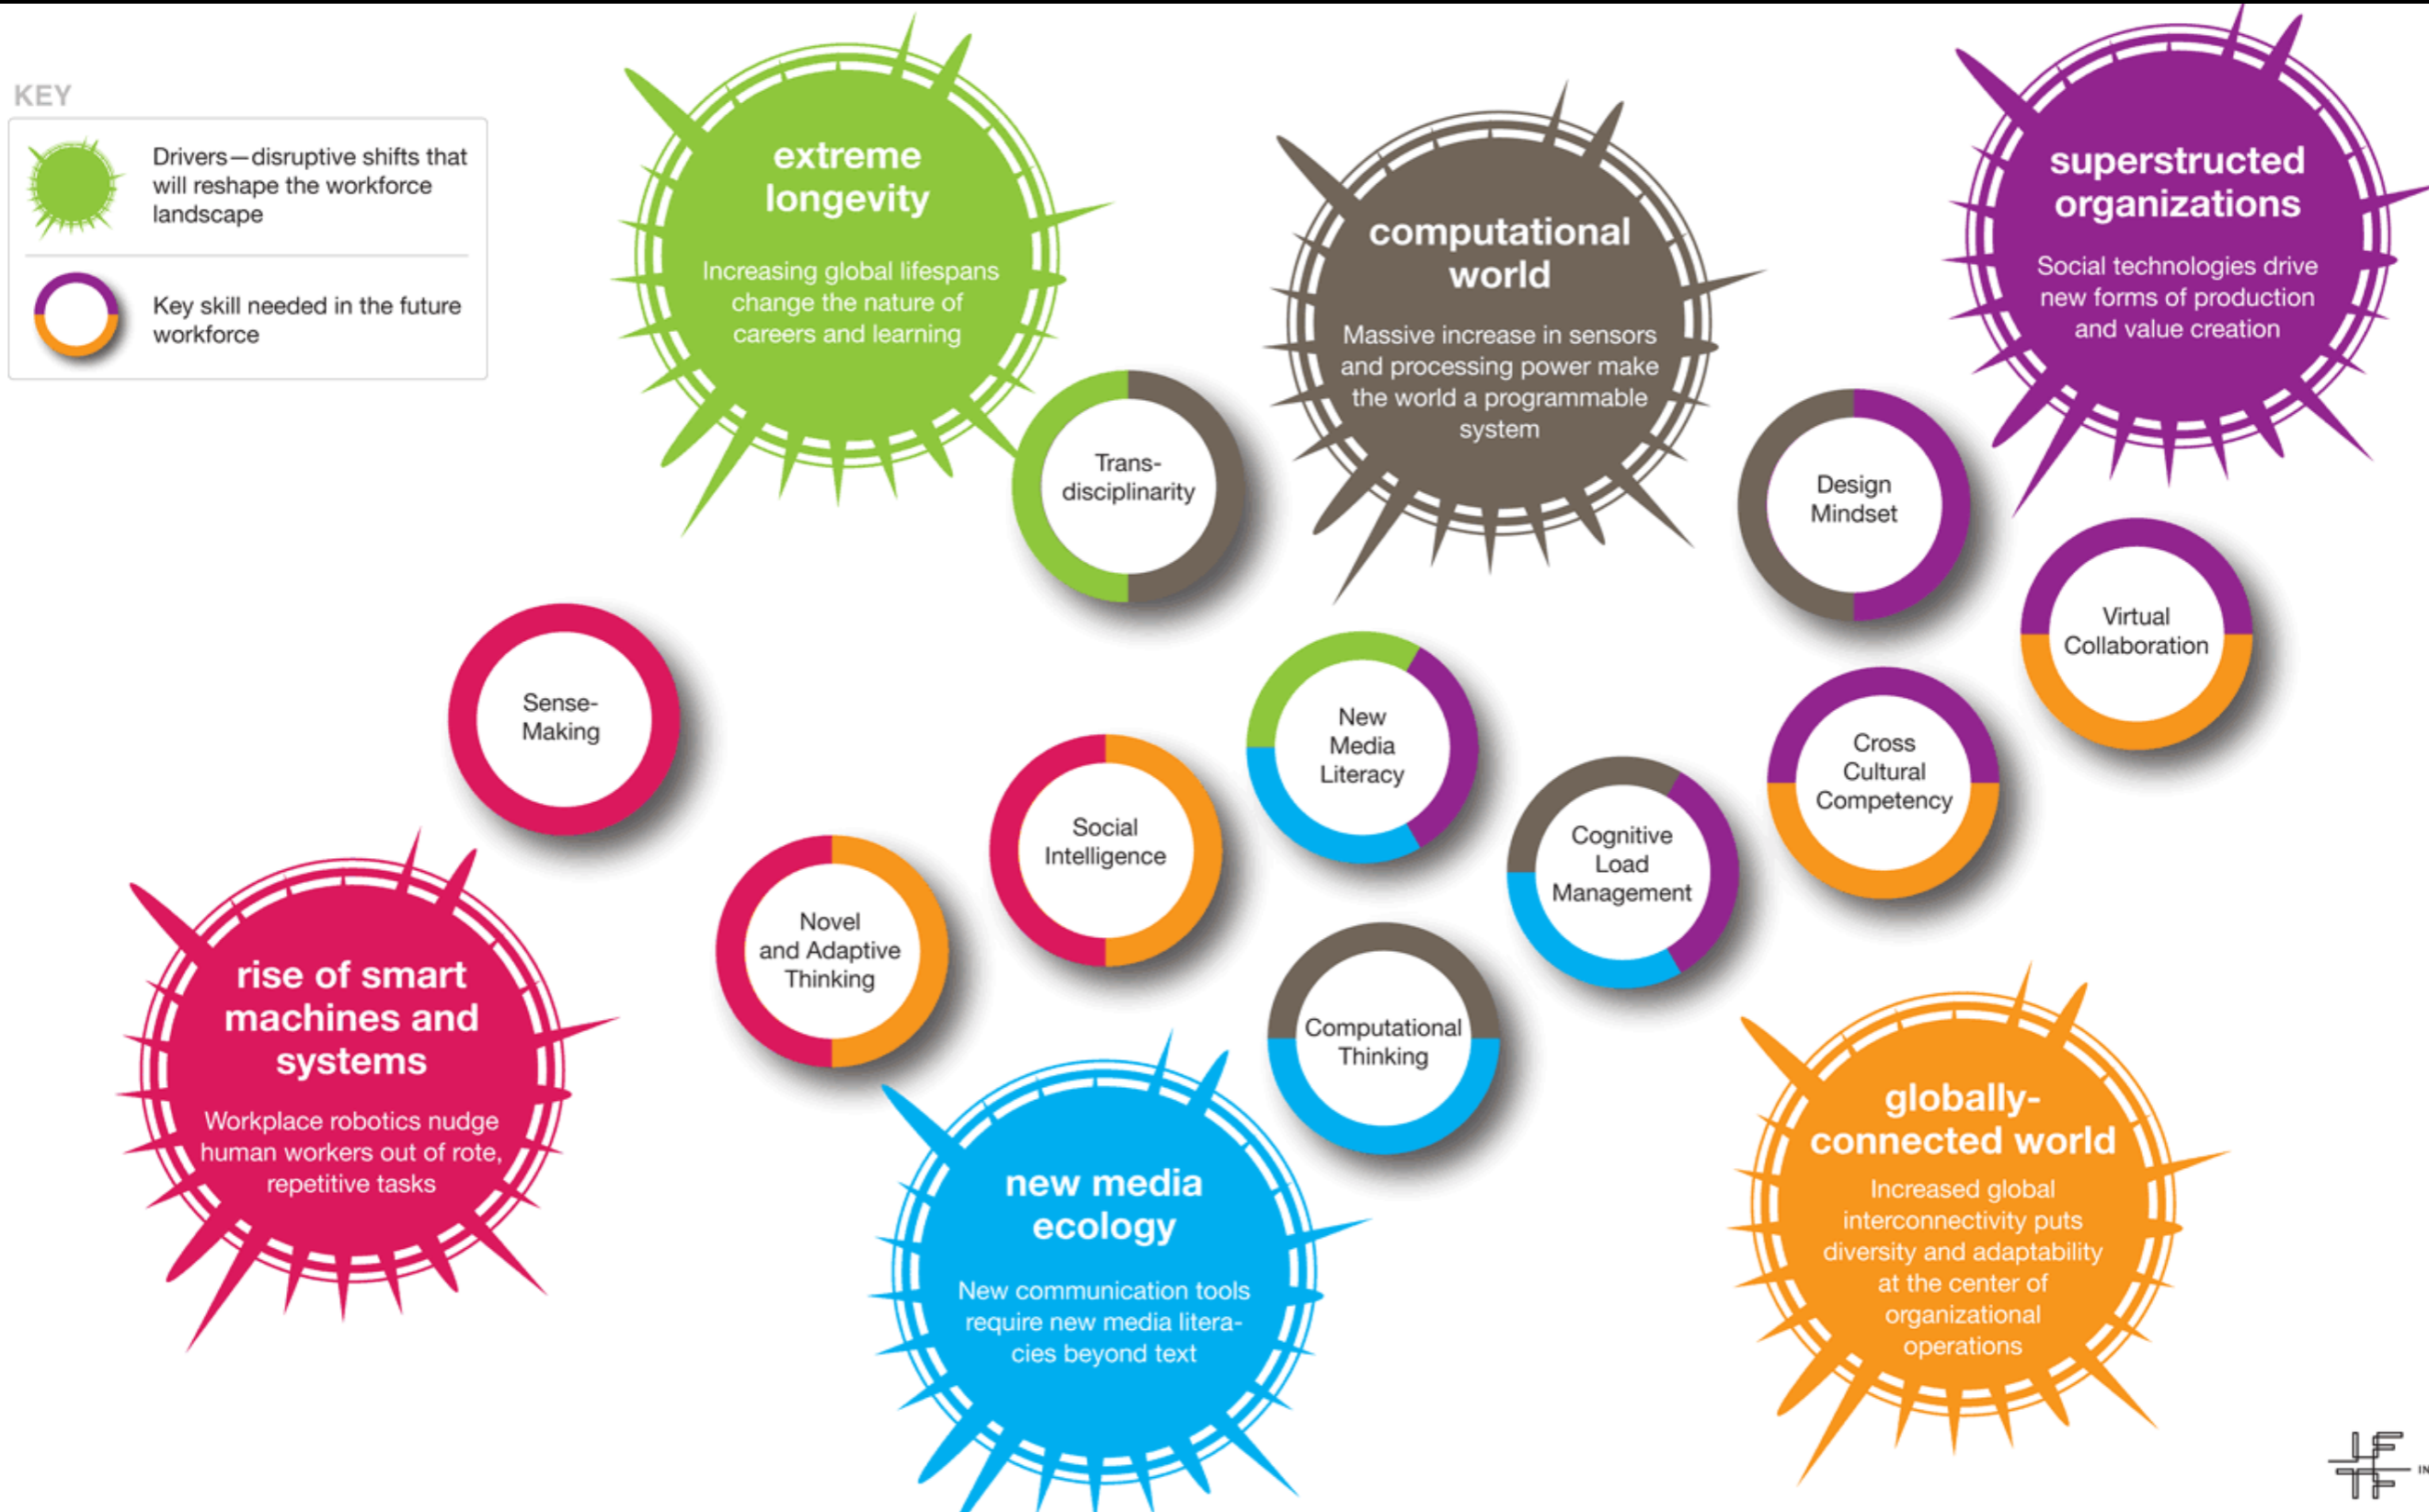 KEY
Drivers—disruptive shifts that
will reshape the workforce
landscape
Key skill needed in the future
workforce
extreme
longevity
Increasing global lifespans
change the nature of
careers and learning
computational
world
Massive increase in sensors
and processing power make
the world a programmable
system
superstructed
organizations
Social technologies drive
new forms of production
and value creation
Trans-
disciplinarity
Design
Mindset
Virtual
Collaboration
Sense-
Making
New
Media
Literacy
Cross
Cultural
Competency
Social
Intelligence
Cognitive
Load
Management
Novel
and Adaptive
Thinking
Computational
Thinking
rise of smart
machines and
systems
Workplace robotics nudge
human workers out of rote,
repetitive tasks
new media
ecology
New communication tools
require new media litera-
cies beyond text
globally-
connected world
Increased global
interconnectivity puts
diversity and adaptability
at the center of
organizational
operations
IFTF